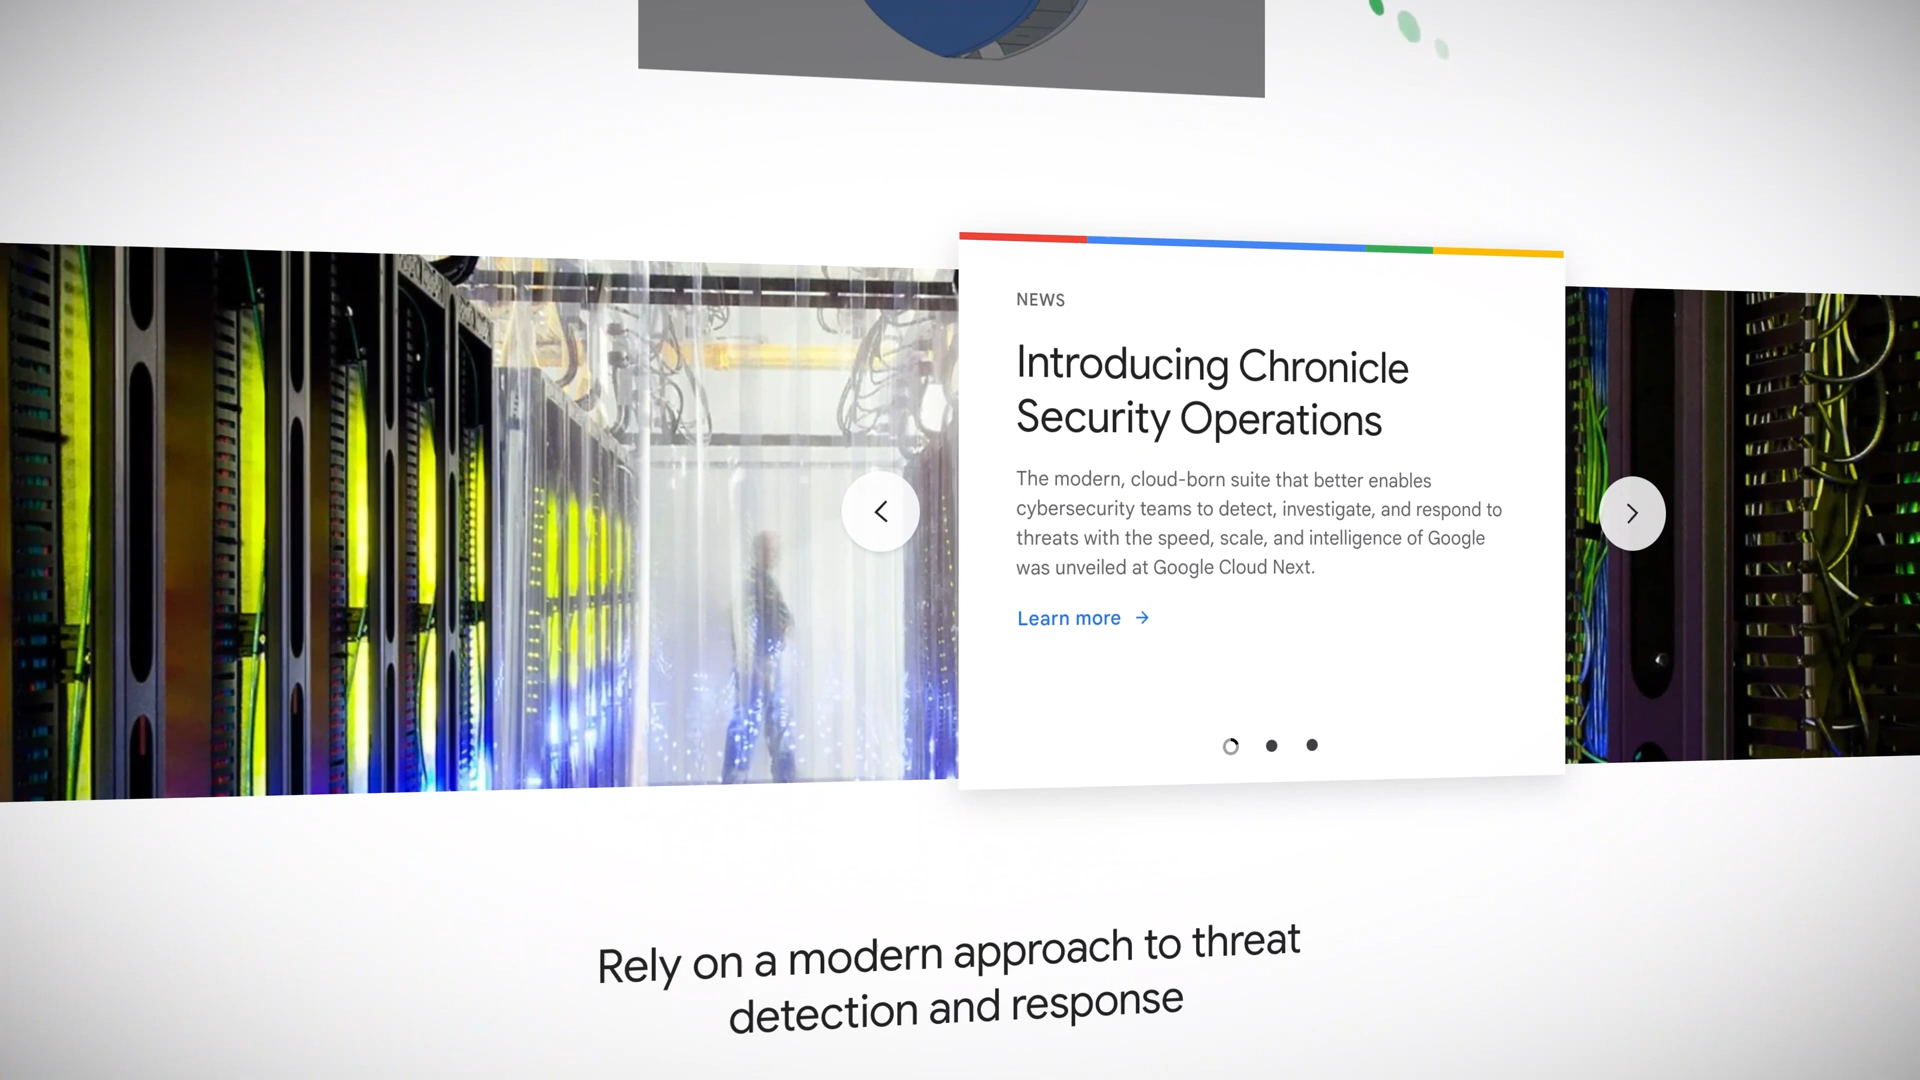 NEWS
Introducing Chronicle
Security Operations
The modern, cloud-born suite that better enables
cybersecurity teams to detect, investigate, and respond to
threats with the speed, scale, and intelligence of Google
was unveiled at Google Cloud Next.
Learn more
Rely on a modern approach to threat
detection and response